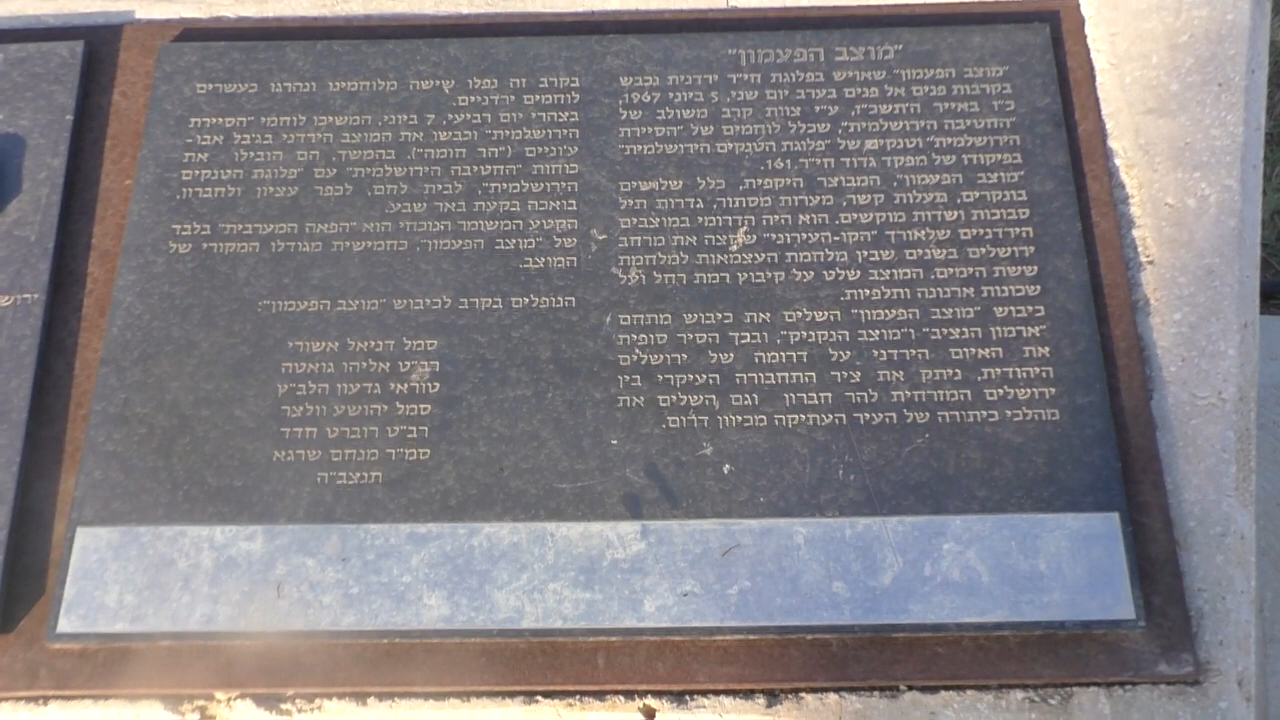 "מוצב הפעמון"
"מוצב הפעמון" שאויש בפלוגת חי"ר ירדנית נכבש
בקרבות פנים אל פנים בערב יום שני, 5 ביוני 1967,
כ"ו באייר ה'תשכ"ז, ע"י צוות קרב משולב של
"החטיבה הירושלמית", שכלל לוחמים של "הסיירת
הירושלמית" וטנקים של "פלוגת הטנקים הירושלמית"
בפיקודו של מפקד גדוד חי"ר 161.
"מוצב הפעמון", המבוצר היקפית, כלל שלושים
בונקרים, תעלות קשר, מערות מסתור, גדרות תיל
סבוכות ושדות מוקשים. הוא היה הדרומי במוצבים
הירדניים שלאורך "הקו-העירוני" שחצה את מרחב
ירושלים בשנים שבין מלחמת העצמאות למלחמת
ששת הימים. המוצב שלט על קיבוץ רמת רחל ועל
שכונות ארנונה ותלפיות.
כיבוש "מוצב הפעמון" השלים את כיבוש מתחם
"ארמון הנציב" ו"מוצב הנקניק", ובכך הסיר סופית
את האיום הירדני על דרומה של ירושלים
היהודית, ניתק את ציר התחבורה העיקרי בין
ירושלים המזרחית להר חברון וגם השלים את
מהלכי כיתורה של העיר העתיקה מכיוון דרום.
בקרב זה נפלו שישה מלוחמינו ונהרגו כעשרים
לוחמים ירדניים.
בצהרי יום רביעי, 7 ביוני, המשיכו לוחמי "הסיירת
הירושלמית" וכבשו את המוצב הירדני בג'בל אבו-
ע'וניים ("הר חומה"). בהמשך, הם הובילו את
כוחות "החטיבה הירושלמית" עם "פלוגת הטנקים
הירושלמית", לבית לחם, לכפר עציון ולחברון,
בואכה בקעת באר שבע.
הקטע המשומר הנוכחי הוא "הפאה המערבית" בלבד
של "מוצב הפעמון", כחמישית מגודלו המקורי של
המוצב.
הנופלים בקרב לכיבוש "מוצב הפעמון":
סמל דניאל אשורי
רב"ט אליהו גואטה
טוראי גדעון הלב"ץ
סמל יהושע וולצר
רב"ט רוברט חדד
סמ"ר מנחם שרגא
תנצב"ה